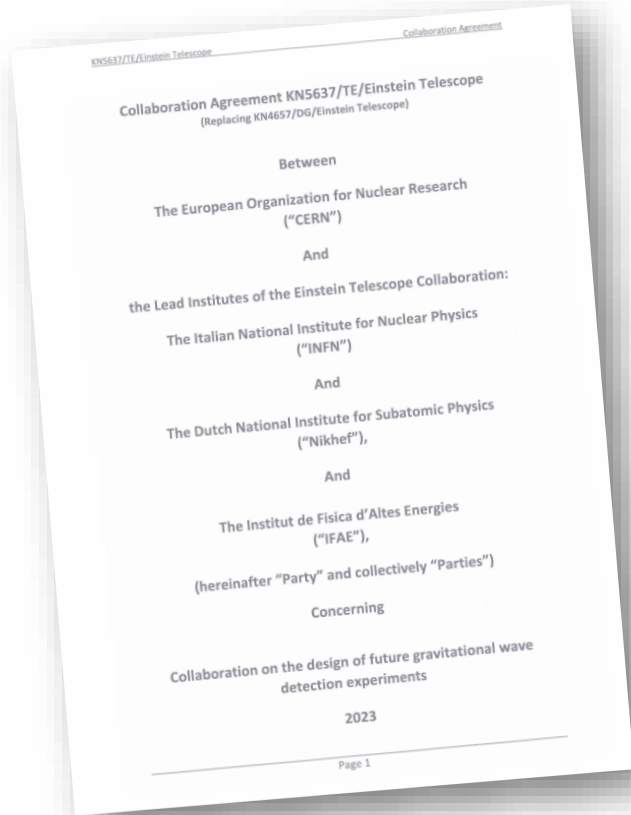 KN5637/TE/Einstein Telescope
Collaboration Agreement
Collaboration Agreement KN5637/TE/Einstein Telescope
(Replacing KN4657/DG/Einstein Telescope)
Between
The European Organization for Nuclear Research
(“CERN”)
And
the Lead Institutes of the Einstein Telescope Collaboration:
The Italian National Institute for Nuclear Physics
(“INFN”)
And
The Dutch National Institute for Subatomic Physics
(“Nikhef”),
And
The Institut de Fisica d’Altes Energies
(“IFAE”),
(hereinafter “Party” and collectively “Parties”)
Concerning
Collaboration on the design of future gravitational wave
detection experiments
2023
Page 1